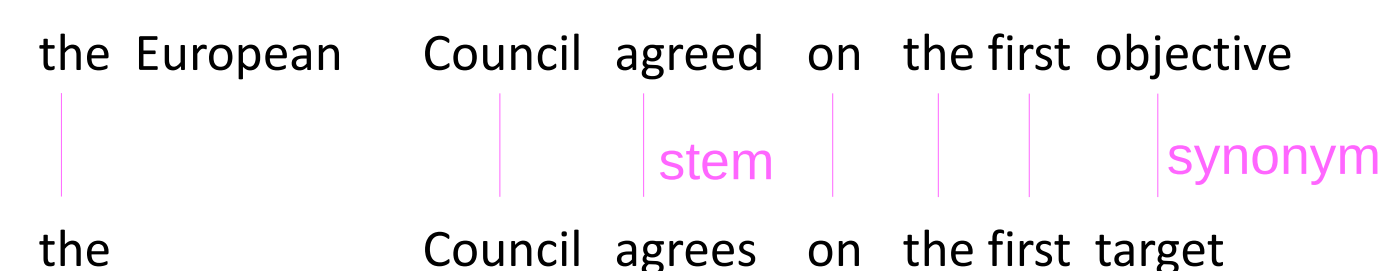 the European Council agreed on the first objective
stem synonym
the Council agrees on the first target